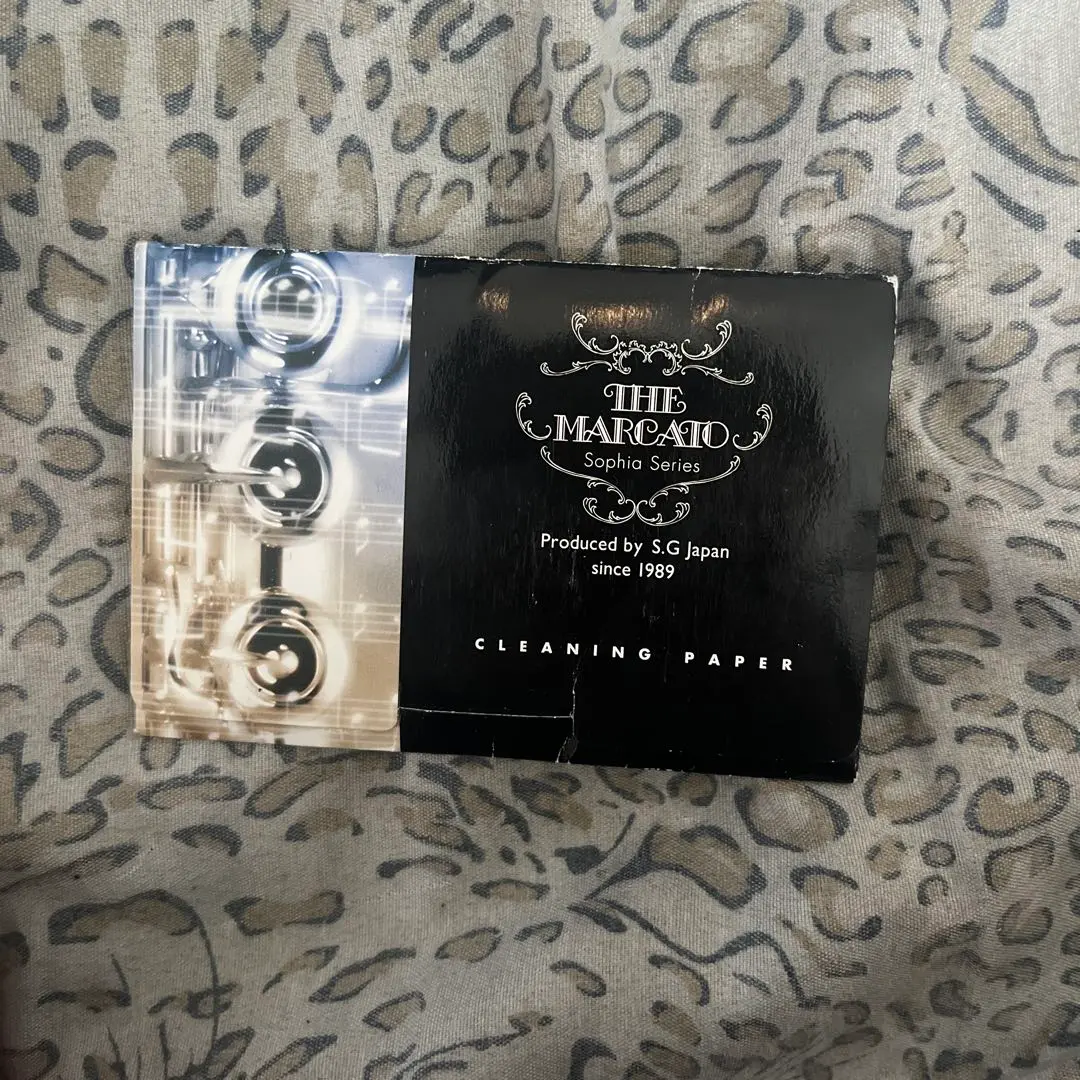 THE
MARCATO
Sophia Series
Produced by S.G Japan
since 1989
CLEANING PAPER